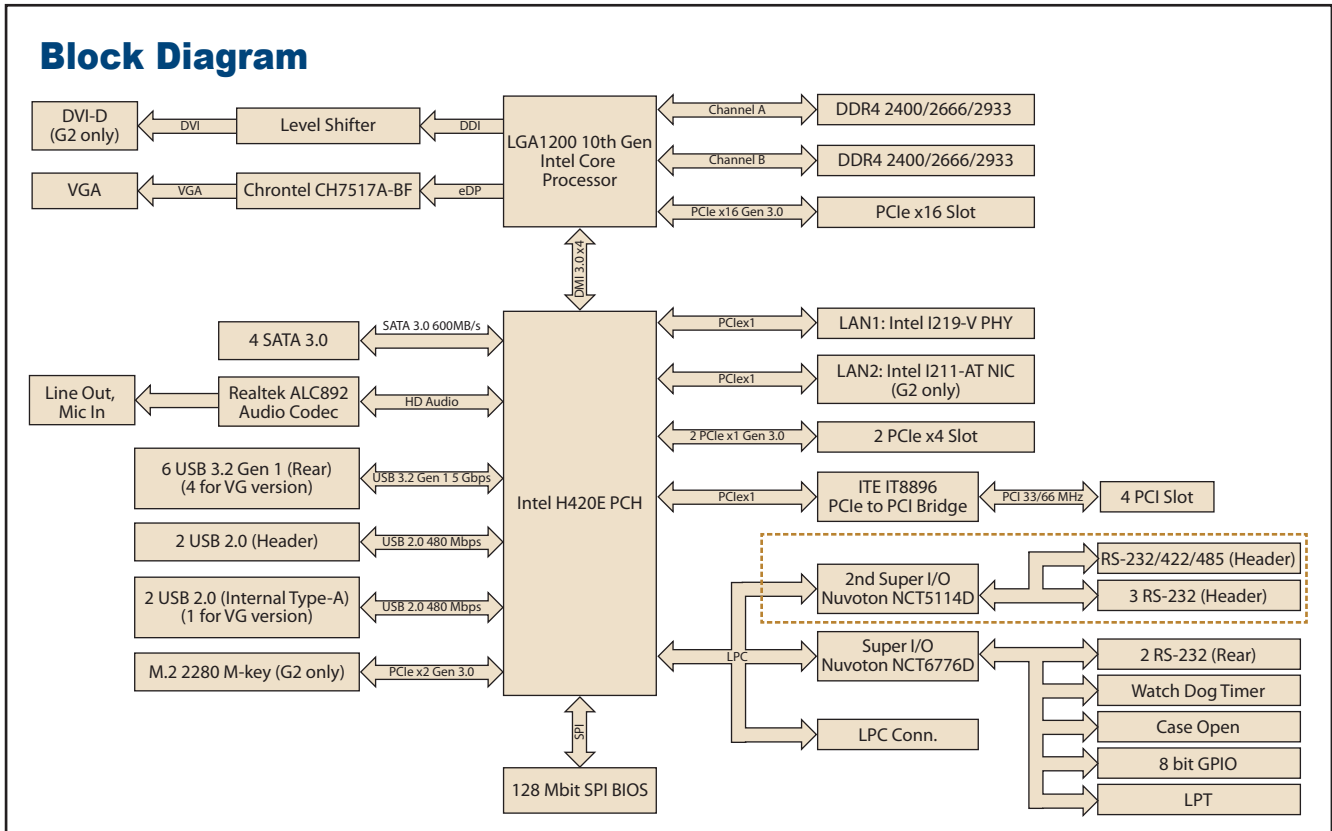 Block Diagram
DVI-D
(G2 only)
DVI
Level Shifter
DDI
LGA1200 10th Gen
Intel Core
Processor
Channel A
DDR4 2400/2666/2933
Channel B
DDR4 2400/2666/2933
VGA
VGA
Chrontel CH7517A-BF
eDP
PCIe x16 Gen 3.0
PCIe x16 Slot
DMI 3.0 x4
4 SATA 3.0
SATA 3.0 600MB/s
Line Out,
Mic In
Realtek ALC892
Audio Codec
HD Audio
6 USB 3.2 Gen 1 (Rear)
(4 for VG version)
USB 3.2 Gen 1 5 Gbps
2 USB 2.0 (Header)
USB 2.0 480 Mbps
2 USB 2.0 (Internal Type-A)
(1 for VG version)
USB 2.0 480 Mbps
M.2 2280 M-key (G2 only)
PCIe x2 Gen 3.0
Intel H420E PCH
SPI
128 Mbit SPI BIOS
PCIex1
LAN1: Intel I219-V PHY
PCIex1
LAN2: Intel I211-AT NIC
(G2 only)
2 PCIe x1 Gen 3.0
2 PCIe x4 Slot
PCIex1
ITE IT8896
PCIe to PCI Bridge
PCI 33/66 MHz
4 PCI Slot
LPC
2nd Super I/O
Nuvoton NCT5114D
RS-232/422/485 (Header)
3 RS-232 (Header)
Super I/O
Nuvoton NCT6776D
2 RS-232 (Rear)
Watch Dog Timer
Case Open
8 bit GPIO
LPT
LPC Conn.